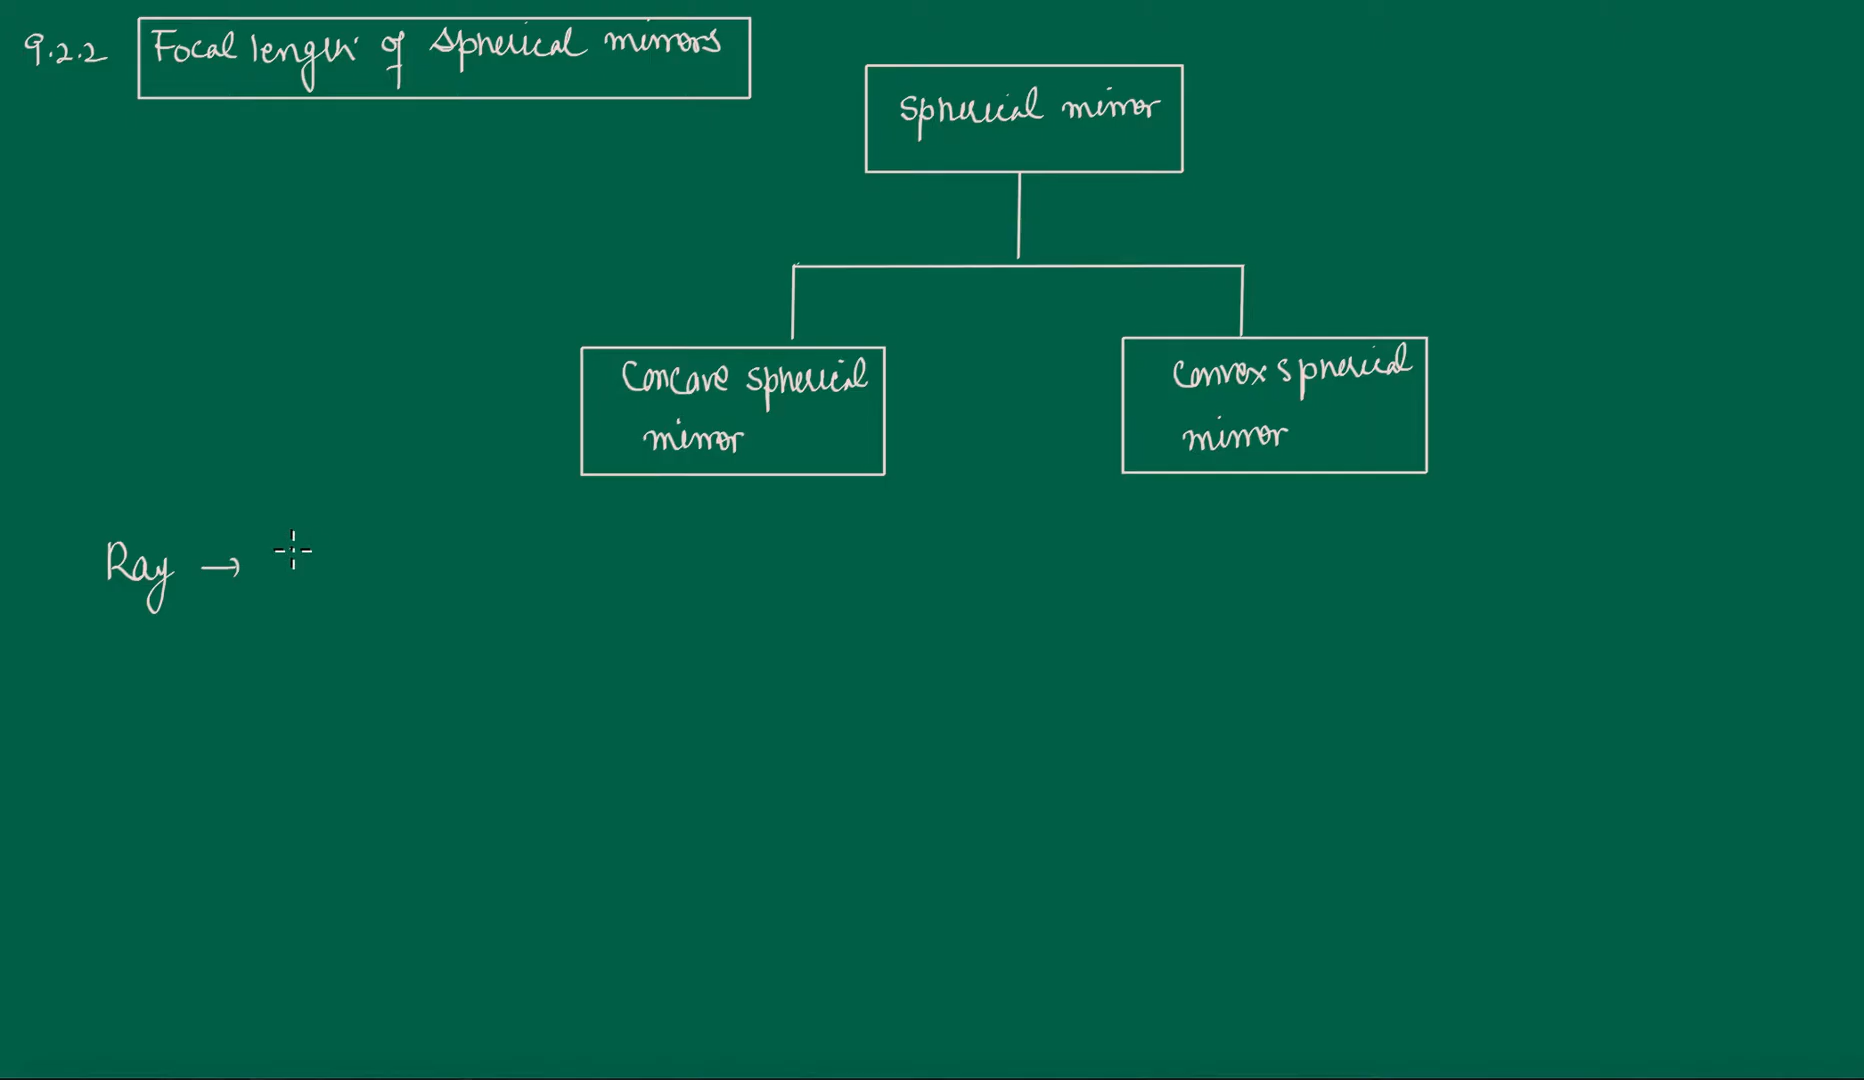 9.2.2 Focal length of Spherical mirrors
Spherical mirror
Concave spherical
mirror
Convex spherical
mirror
Ray →